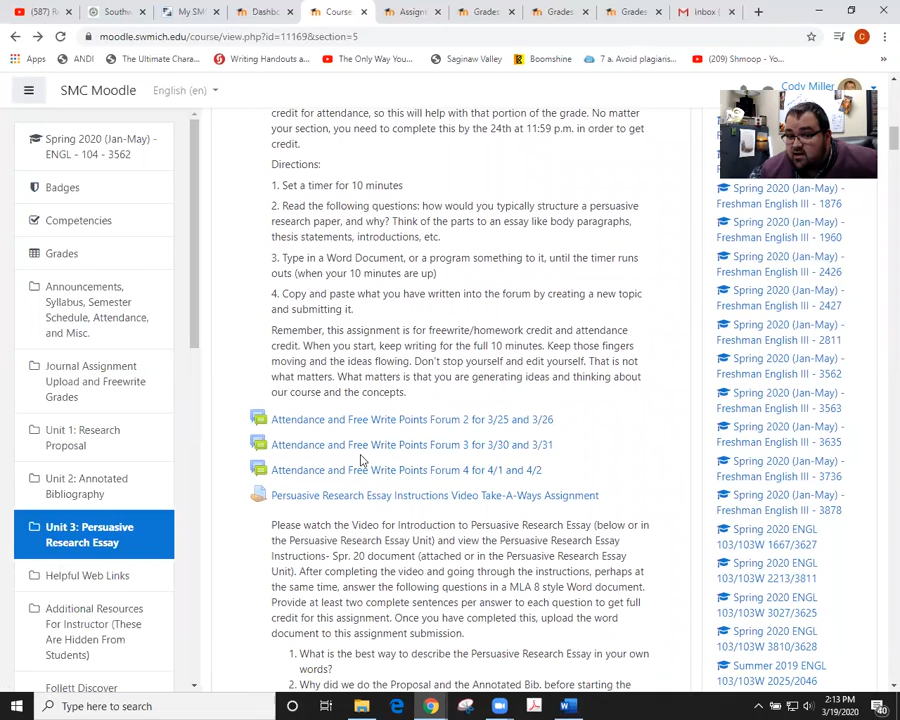 (587) R
Southw
My SM
Dashbo
Course
Assign
Grades
Grades
Grades
Inbox (
moodle.swmich.edu/course/view.php?id=11169&section=5
Apps
ANDI
The Ultimate Chara...
Writing Handouts a...
The Only Way You...
Saginaw Valley
Boomshine
7 a. Avoid plagiaris...
(209) Shmoop - Yo...
SMC Moodle
English (en)
Cody Miller
Spring 2020 (Jan-May) -
ENGL - 104 - 3562
Badges
Competencies
Grades
Announcements,
Syllabus, Semester
Schedule, Attendance,
and Misc.
Journal Assignment
Upload and Freewrite
Grades
Unit 1: Research
Proposal
Unit 2: Annotated
Bibliography
Unit 3: Persuasive
Research Essay
Helpful Web Links
Additional Resources
For Instructor (These
Are Hidden From
Students)
Follett Discover
credit for attendance, so this will help with that portion of the grade. No matter
your section, you need to complete this by the 24th at 11:59 p.m. in order to get
credit.
Directions:
1. Set a timer for 10 minutes
2. Read the following questions: how would you typically structure a persuasive
research paper, and why? Think of the parts to an essay like body paragraphs,
thesis statements, introductions, etc.
3. Type in a Word Document, or a program something to it, until the timer runs
outs (when your 10 minutes are up)
4. Copy and paste what you have written into the forum by creating a new topic
and submitting it.
Remember, this assignment is for freewrite/homework credit and attendance
credit. When you start, keep writing for the full 10 minutes. Keep those fingers
moving and the ideas flowing. Don't stop yourself and edit yourself. That is not
what matters. What matters is that you are generating ideas and thinking about
our course and the concepts.
Attendance and Free Write Points Forum 2 for 3/25 and 3/26
Attendance and Free Write Points Forum 3 for 3/30 and 3/31
Attendance and Free Write Points Forum 4 for 4/1 and 4/2
Persuasive Research Essay Instructions Video Take-A-Ways Assignment
Please watch the Video for Introduction to Persuasive Research Essay (below or in
the Persuasive Research Essay Unit) and view the Persuasive Research Essay
Instructions- Spr. 20 document (attached or in the Persuasive Research Essay
Unit). After completing the video and going through the instructions, perhaps at
the same time, answer the following questions in a MLA 8 style Word document.
Provide at least two complete sentences per answer to each question to get full
credit for this assignment. Once you have completed this, upload the word
document to this assignment submission.
1. What is the best way to describe the Persuasive Research Essay in your own
words?
2. Why did we do the Proposal and the Annotated Bib. before starting the
Spring 2020 (Jan-May) -
Freshman English III - 1876
Spring 2020 (Jan-May) -
Freshman English III - 1960
Spring 2020 (Jan-May) -
Freshman English III - 2426
Spring 2020 (Jan-May) -
Freshman English III - 2427
Spring 2020 (Jan-May) -
Freshman English III - 2811
Spring 2020 (Jan-May) -
Freshman English III - 3562
Spring 2020 (Jan-May) -
Freshman English III - 3563
Spring 2020 (Jan-May) -
Freshman English III - 3635
Spring 2020 (Jan-May) -
Freshman English III - 3736
Spring 2020 (Jan-May) -
Freshman English III - 3878
Spring 2020 ENGL
103/103W 1667/3627
Spring 2020 ENGL
103/103W 2213/3811
Spring 2020 ENGL
103/103W 3027/3625
Spring 2020 ENGL
103/103W 3810/3628
Summer 2019 ENGL
103/103W 2025/2046
Type here to search
2:13 PM
3/19/2020
40